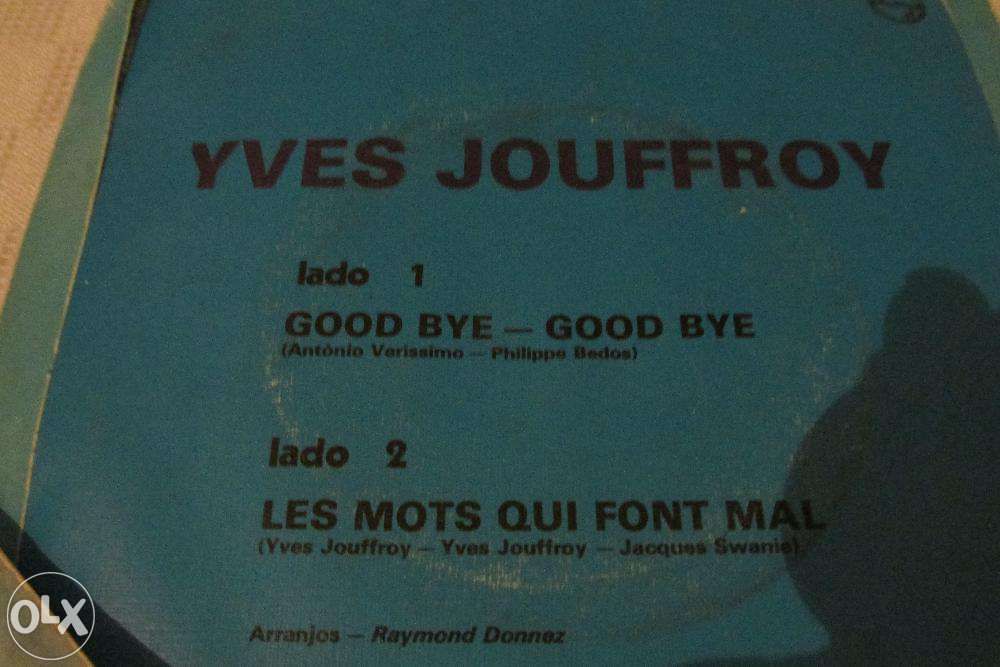 YVES JOUFFROY
lado 1
GOOD BYE — GOOD BYE
(António Verissimo — Philippe Bedos)
lado 2
LES MOTS QUI FONT MAL
(Yves Jouffroy — Yves Jouffroy — Jacques Swanie)
Arranjos — Raymond Donnez
OLX